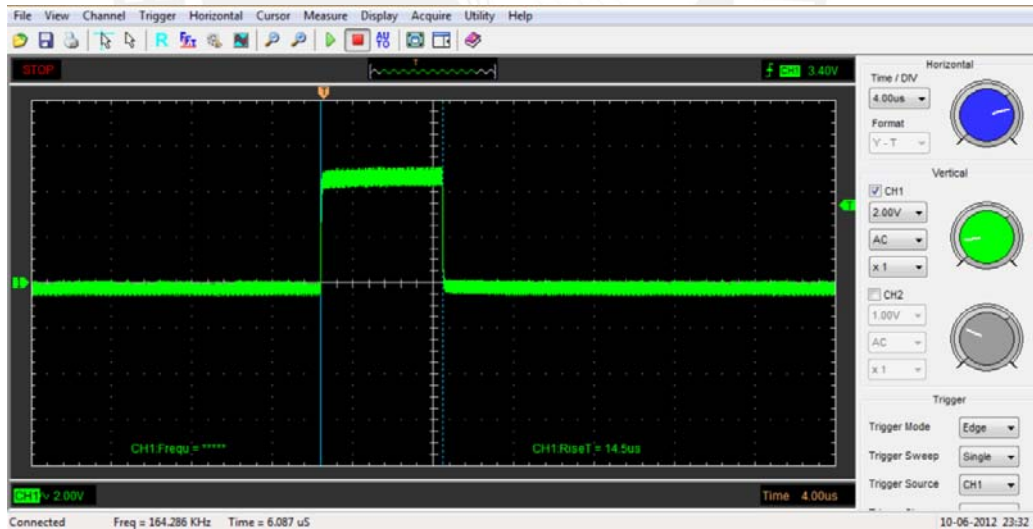 File View Channel Trigger Horizontal Cursor Measure Display Acquire Utility Help
R FFT AUTO
STOP T CH1 3.40V
T
T
CH1:Frequ = *****
CH1:RiseT = 14.5us
CH1 2.00V
Time 4.00us
Horizontal
Time / DIV
4.00us
Format
Y - T
Vertical
CH1
2.00V
AC
x 1
CH2
1.00V
AC
x 1
Trigger
Trigger Mode Edge
Trigger Sweep Single
Trigger Source CH1
Connected Freq = 164.286 KHz Time = 6.087 uS 10-06-2012 23:32